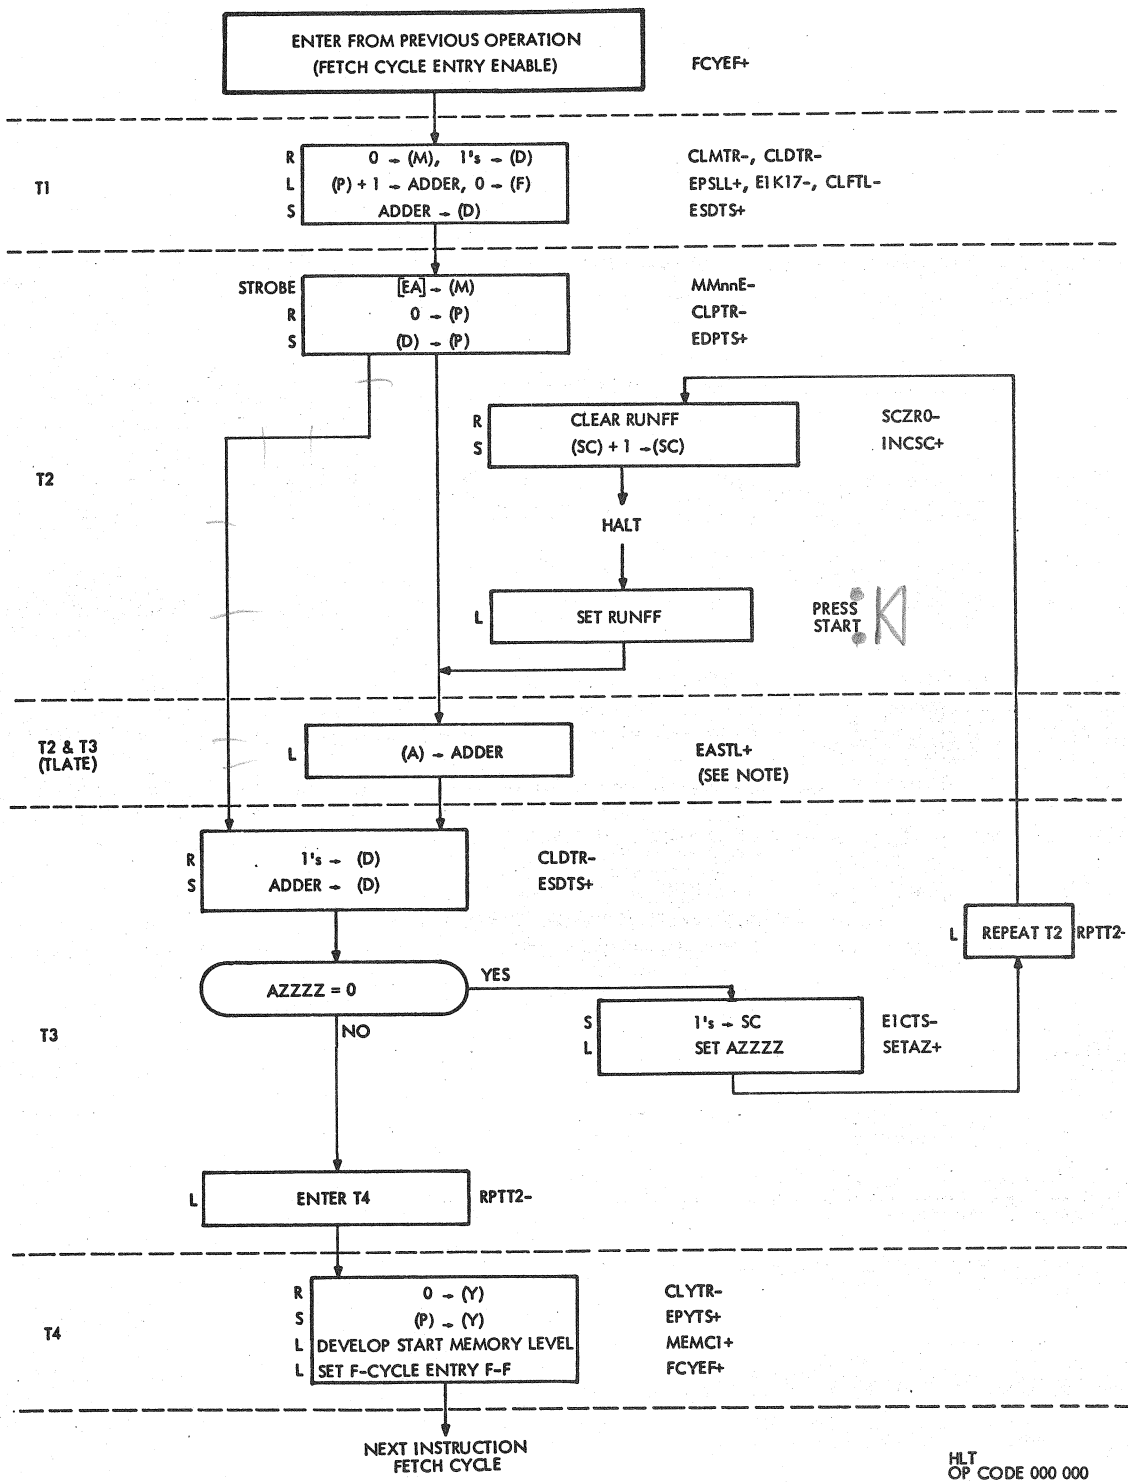 ENTER FROM PREVIOUS OPERATION
(FETCH CYCLE ENTRY ENABLE)
FCYEF+
T1
R 0 → (M), 1's → (D) CLMTR-, CLDTR-
L (P) + 1 → ADDER, 0 → (F) EPSLL+, E1K17-, CLFTL-
S ADDER → (D) ESDTS+
STROBE [EA] → (M) MMnnE-
R 0 → (P) CLPTR-
S (D) → (P) EDPTS+
T2
R CLEAR RUNFF SCZR0-
S (SC) + 1 → (SC) INCSC+
HALT
L SET RUNFF
PRESS
START
T2 & T3
(TLATE)
L (A) → ADDER EASTL+
(SEE NOTE)
R 1's → (D) CLDTR-
S ADDER → (D) ESDTS+
L REPEAT T2 RPTT2-
AZZZZ = 0
YES
NO
T3
S 1's → SC E1CTS-
L SET AZZZZ SETAZ+
L ENTER T4 RPTT2-
T4
R 0 → (Y) CLYTR-
S (P) → (Y) EPYTS+
L DEVELOP START MEMORY LEVEL MEMC1+
L SET F-CYCLE ENTRY F-F FCYEF+
NEXT INSTRUCTION
FETCH CYCLE
HLT
OP CODE 000 000